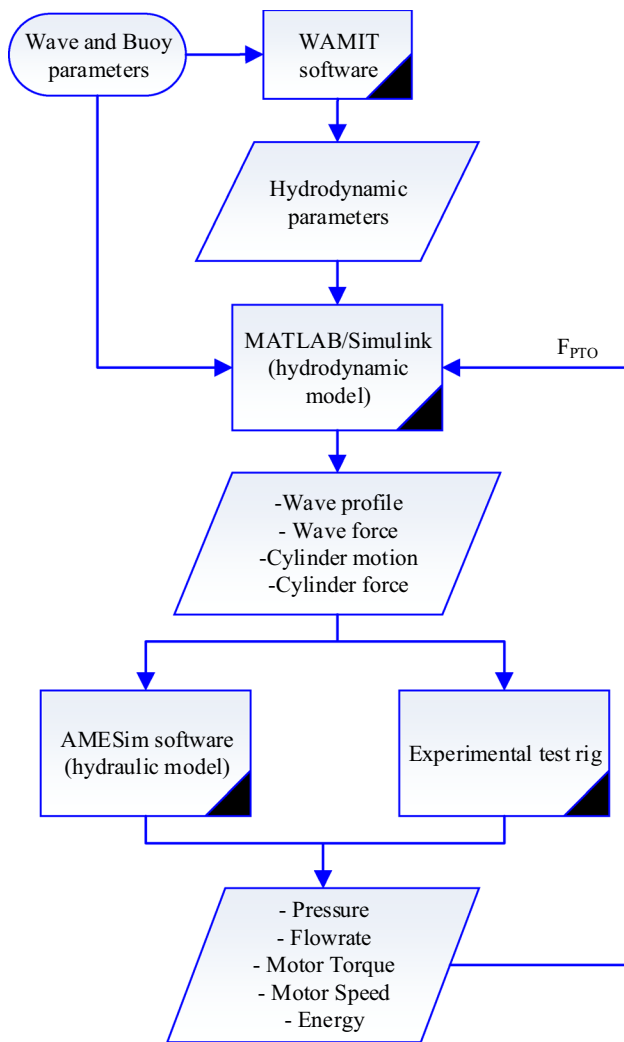 Wave and Buoy
parameters
WAMIT
software
Hydrodynamic
parameters
MATLAB/Simulink
(hydrodynamic
model)
F_PTO
-Wave profile
- Wave force
-Cylinder motion
-Cylinder force
AMESim software
(hydraulic model)
Experimental test rig
- Pressure
- Flowrate
- Motor Torque
- Motor Speed
- Energy